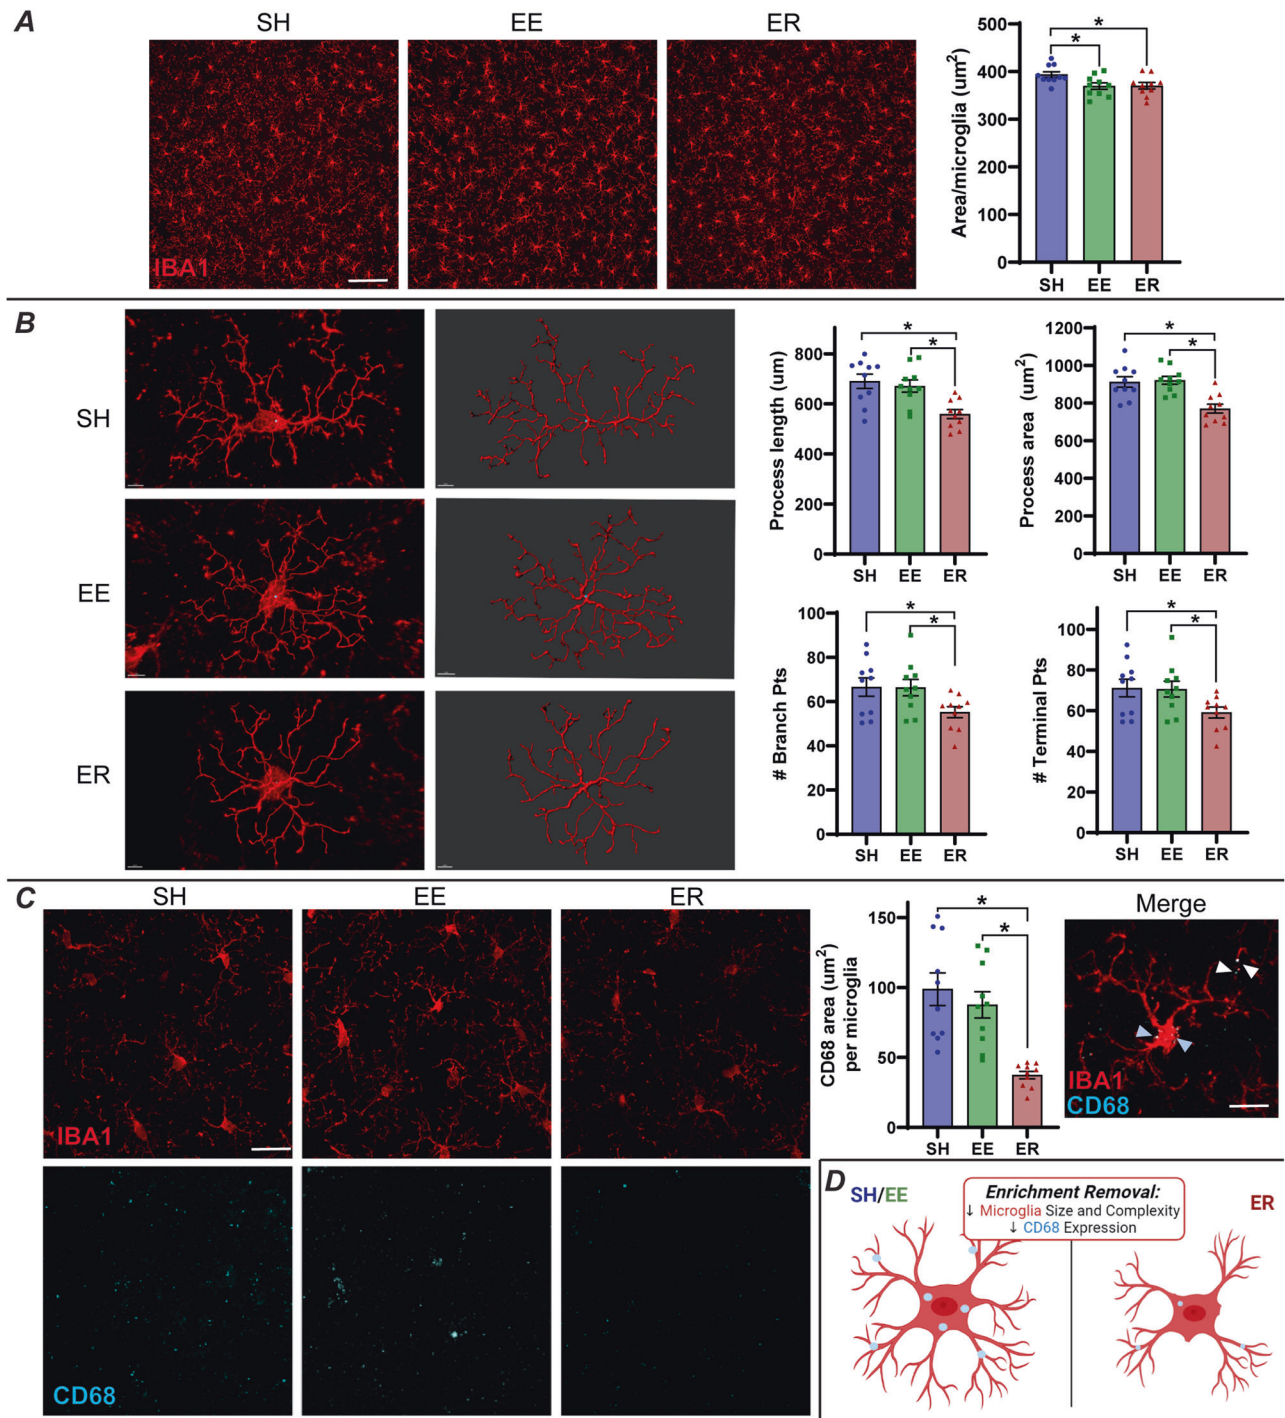 A
SH
EE
ER
IBA1
Area/microglia (um2)
500
400
300
200
100
0
*
*
SH EE ER
B
SH
EE
ER
Process length (um)
800
600
400
200
0
*
*
SH EE ER
Process area (um2)
1200
1000
800
600
400
200
0
*
*
SH EE ER
# Branch Pts
100
80
60
40
20
0
*
*
SH EE ER
# Terminal Pts
100
80
60
40
20
0
*
*
SH EE ER
C
SH
EE
ER
IBA1
CD68
CD68 area (um2)
per microglia
150
100
50
0
*
*
SH EE ER
Merge
IBA1
CD68
D
SH/EE
Enrichment Removal:
↓ Microglia Size and Complexity
↓ CD68 Expression
ER